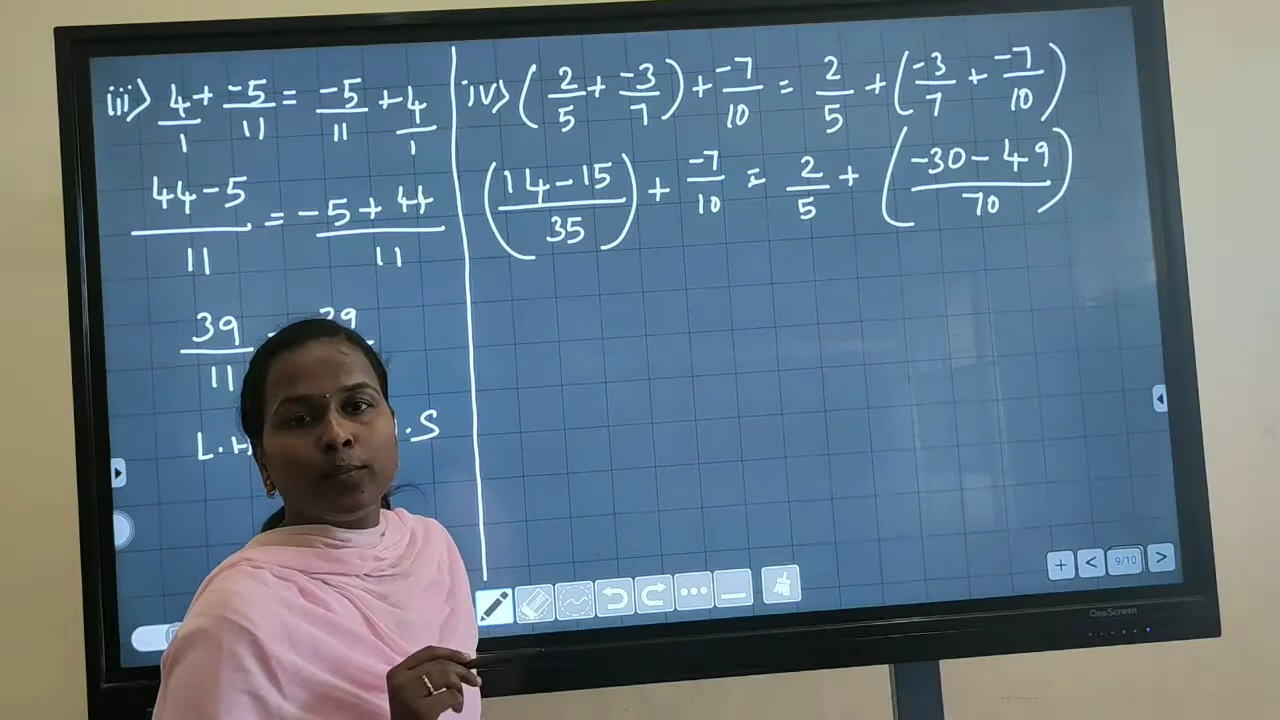 iii) 4/1 + -5/11 = -5/11 + 4/1
44-5/11 = -5+44/11
39/11 = 39
L.H .S
iv) (2/5 + -3/7) + -7/10 = 2/5 + (-3/7 + -7/10)
(14-15/35) + -7/10 = 2/5 + (-30-49/70)
9/10
OneScreen